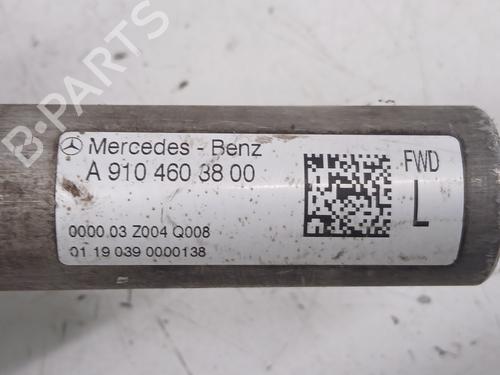 Mercedes - Benz
A 910 460 38 00
FWD
L
0000 03 Z004 Q008
01 19 039 0000138
B-PARTS